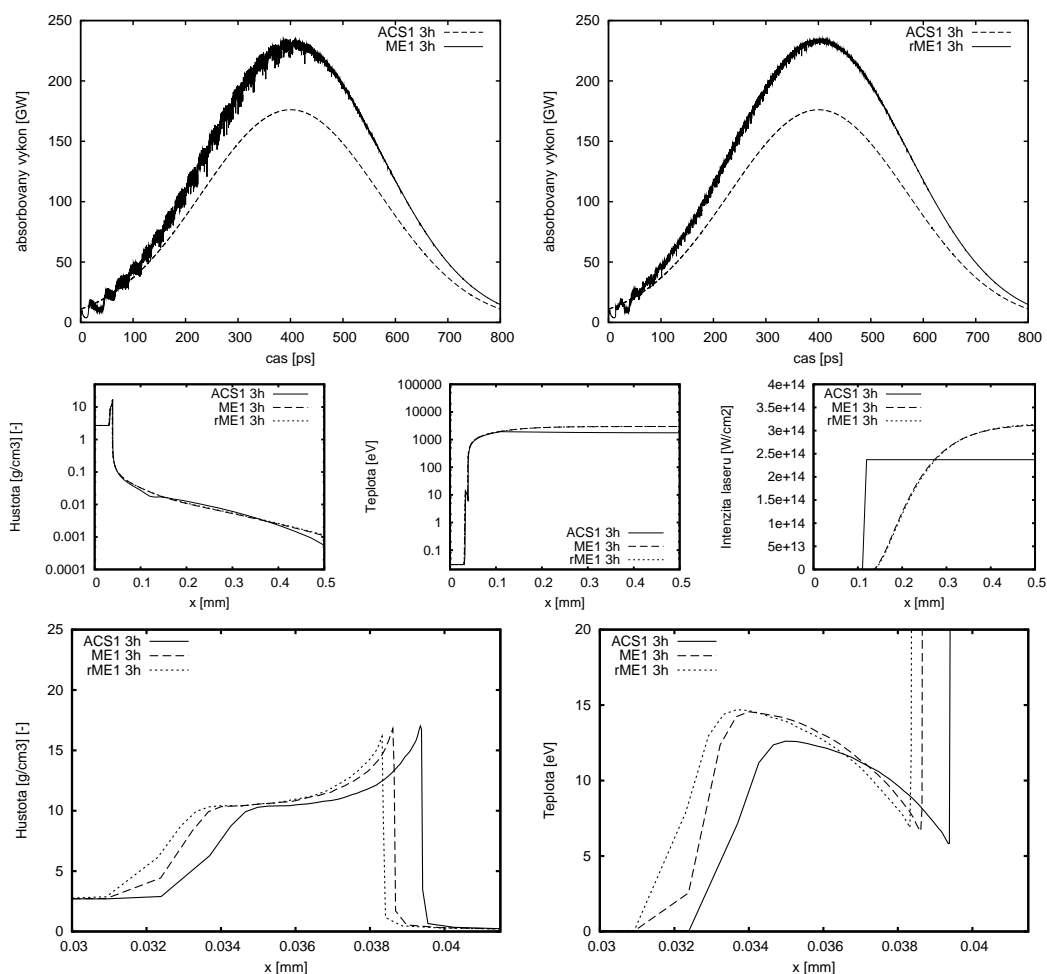 absorbovany vykon [GW]
250
200
150
100
50
0
0 100 200 300 400 500 600 700 800
cas [ps]
ACS1 3h
ME1 3h
absorbovany vykon [GW]
250
200
150
100
50
0
0 100 200 300 400 500 600 700 800
cas [ps]
ACS1 3h
rME1 3h
Hustota [g/cm3] [-]
10
1
0.1
0.01
0.001
0.0001
0 0.1 0.2 0.3 0.4 0.5
x [mm]
ACS1 3h
ME1 3h
rME1 3h
Teplota [eV]
100000
10000
1000
100
10
1
0.1
0 0.1 0.2 0.3 0.4 0.5
x [mm]
ACS1 3h
ME1 3h
rME1 3h
Intenzita laseru [W/cm2]
4e+14
3.5e+14
3e+14
2.5e+14
2e+14
1.5e+14
1e+14
5e+13
0
0 0.1 0.2 0.3 0.4 0.5
x [mm]
ACS1 3h
ME1 3h
rME1 3h
Hustota [g/cm3] [-]
25
20
15
10
5
0
0.03 0.032 0.034 0.036 0.038 0.04
x [mm]
ACS1 3h
ME1 3h
rME1 3h
Teplota [eV]
20
15
10
5
0
0.03 0.032 0.034 0.036 0.038 0.04
x [mm]
ACS1 3h
ME1 3h
rME1 3h